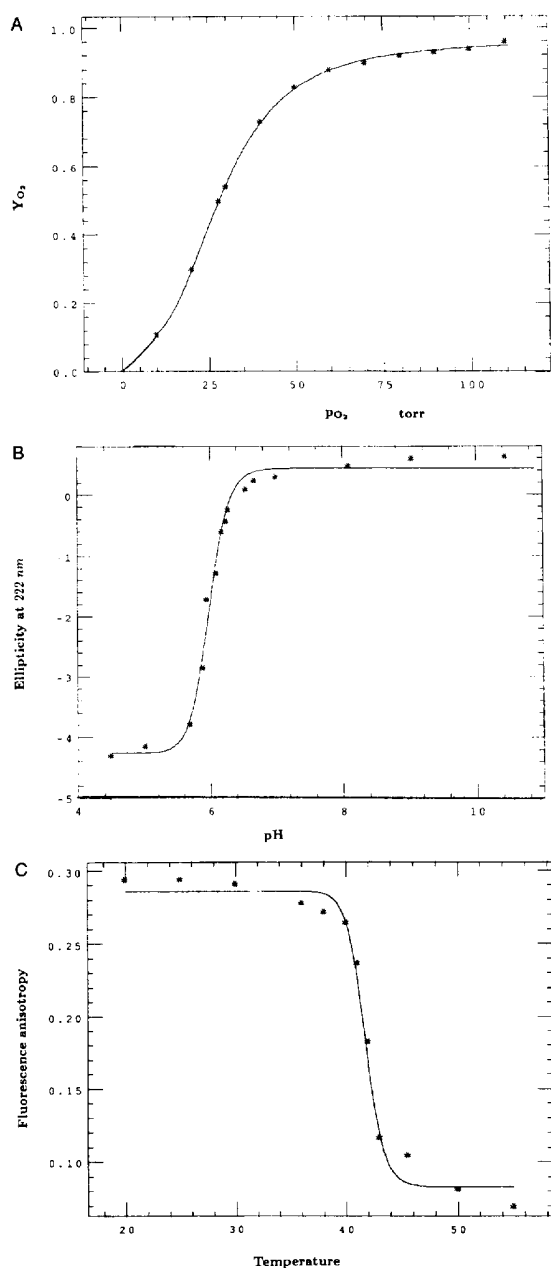 A
1.0
0.8
0.6
0.4
0.2
0.0
YO₂
0 25 50 75 100
pO₂ torr
B
0
-1
-2
-3
-4
-5
Ellipticity at 222 nm
4 6 8 10
pH
C
0.30
0.25
0.20
0.15
0.10
Fluorescence anisotropy
20 30 40 50
Temperature